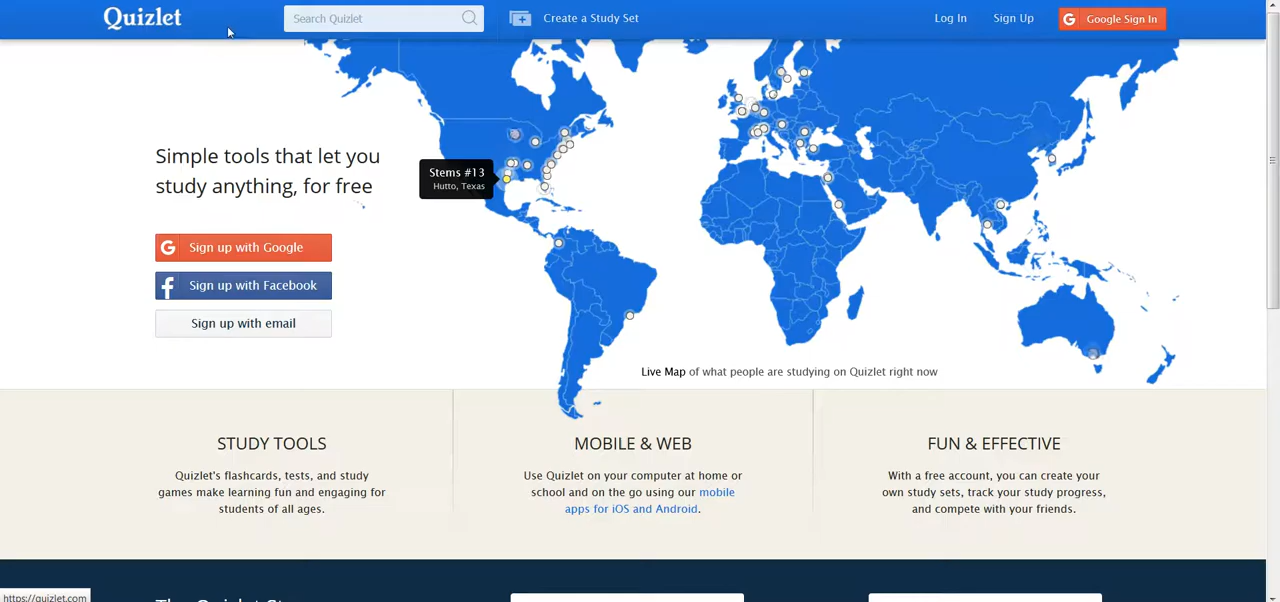 Quizlet
Search Quizlet
Create a Study Set
Log In
Sign Up
Google Sign In
Simple tools that let you
study anything, for free
Stems #13
Hutto, Texas
Sign up with Google
Sign up with Facebook
Sign up with email
Live Map of what people are studying on Quizlet right now
STUDY TOOLS
Quizlet's flashcards, tests, and study
games make learning fun and engaging for
students of all ages.
MOBILE & WEB
Use Quizlet on your computer at home or
school and on the go using our mobile
apps for iOS and Android.
FUN & EFFECTIVE
With a free account, you can create your
own study sets, track your study progress,
and compete with your friends.
https://quizlet.com
The Quizlet